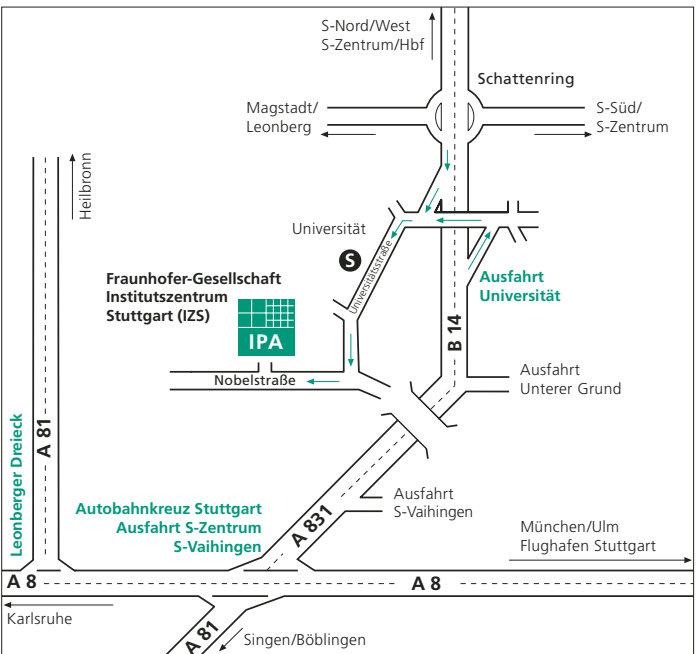 S-Nord/West
S-Zentrum/Hbf
Schattenring
Magstadt/
Leonberg
S-Süd/
S-Zentrum
Heilbronn
Universität
S
Universitätsstraße
Fraunhofer-Gesellschaft
Institutszentrum
Stuttgart (IZS)
IPA
Ausfahrt
Universität
B 14
Nobelstraße
Ausfahrt
Unterer Grund
Leonberger Dreieck
A 81
Autobahnkreuz Stuttgart
Ausfahrt S-Zentrum
S-Vaihingen
A 831
Ausfahrt
S-Vaihingen
München/Ulm
Flughafen Stuttgart
A 8
A 8
Karlsruhe
A 81
Singen/Böblingen